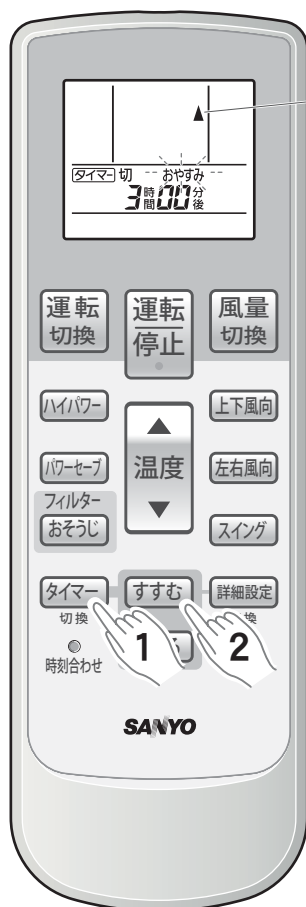 タイマー 切 おやすみ
3時間00分後
運転切換
運転停止
風量切換
ハイパワー
上下風向
パワーセーブ
温度
左右風向
フィルター
おそうじ
スイング
タイマー
すすむ
詳細設定
切換
換
時刻合わせ
1
る
2
SANYO